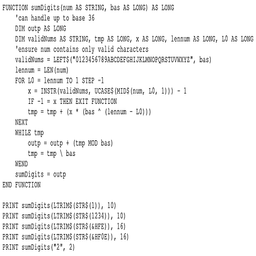 FUNCTION sumDigits(num AS STRING, bas AS LONG) AS LONG
'can handle up to base 36
DIM outp AS LONG
DIM validNums AS STRING, tmp AS LONG, x AS LONG, lennum AS LONG, L0 AS LONG
'ensure num contains only valid characters
validNums = LEFT$("0123456789ABCDEFGHIJKLMNOPQRSTUVWXYZ", bas)
lennum = LEN(num)
FOR L0 = lennum TO 1 STEP -1
x = INSTR(validNums, UCASE$(MID$(num, L0, 1))) - 1
IF -1 = x THEN EXIT FUNCTION
tmp = tmp + (x * (bas ^ (lennum - L0)))
NEXT
WHILE tmp
outp = outp + (tmp MOD bas)
tmp = tmp \ bas
WEND
sumDigits = outp
END FUNCTION
PRINT sumDigits(LTRIM$(STR$(1)), 10)
PRINT sumDigits(LTRIM$(STR$(1234)), 10)
PRINT sumDigits(LTRIM$(STR$(&HFE)), 16)
PRINT sumDigits(LTRIM$(STR$(&HF0E)), 16)
PRINT sumDigits("2", 2)